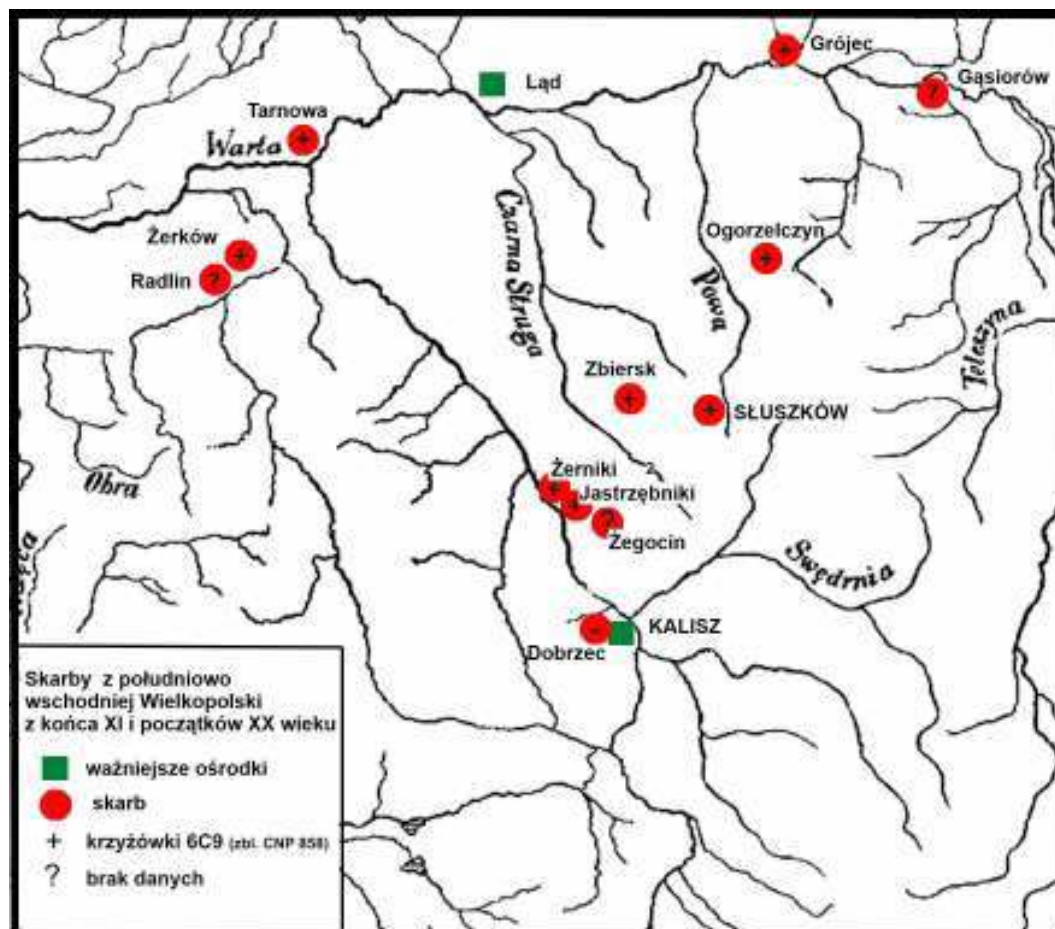 Grójec
Ląd
Gąsiorów
?
Tarnowa
Warta
Żerków
Radlin
?
Czarna Struga
Ogorzelczyn
Powa
Teleszyna
Zbiersk
SŁUSZKÓW
Obra
Żerniki
?
Jastrzębniki
?
Żegocin
Swędrnia
KALISZ
Dobrzec
Skarby z południowo
wschodniej Wielkopolski
z końca XI i początków XX wieku
ważniejsze ośrodki
skarb
+ krzyżówki 6C9 (zbl. CNP 858)
? brak danych